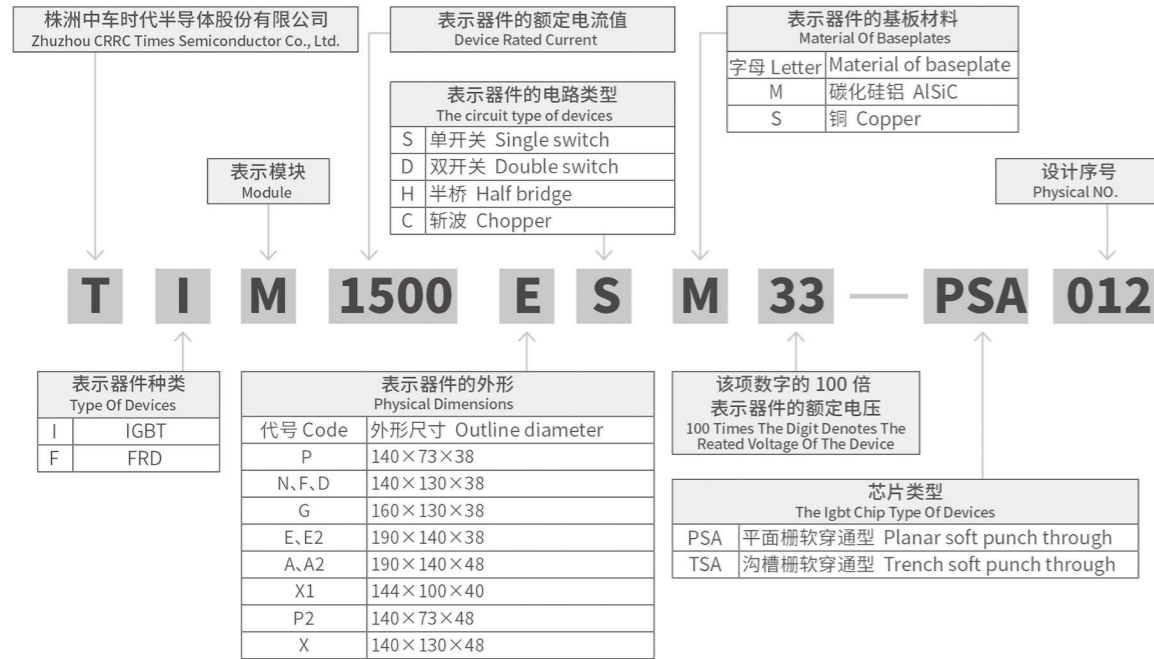 株洲中车时代半导体股份有限公司
Zhuzhou CRRC Times Semiconductor Co., Ltd.
表示器件的额定电流值
Device Rated Current
表示器件的基板材料
Material Of Baseplates
字母 Letter Material of baseplate
M 碳化硅铝 AlSiC
S 铜 Copper
表示器件的电路类型
The circuit type of devices
S 单开关 Single switch
D 双开关 Double switch
H 半桥 Half bridge
C 斩波 Chopper
表示模块
Module
设计序号
Physical NO.
T I M 1500 E S M 33 — PSA 012
表示器件种类
Type Of Devices
I IGBT
F FRD
表示器件的外形
Physical Dimensions
代号 Code 外形尺寸 Outline diameter
P 140×73×38
N、F、D 140×130×38
G 160×130×38
E、E2 190×140×38
A、A2 190×140×48
X1 144×100×40
P2 140×73×48
X 140×130×48
该项数字的 100 倍
表示器件的额定电压
100 Times The Digit Denotes The
Reated Voltage Of The Device
芯片类型
The Igbt Chip Type Of Devices
PSA 平面栅软穿通型 Planar soft punch through
TSA 沟槽栅软穿通型 Trench soft punch through